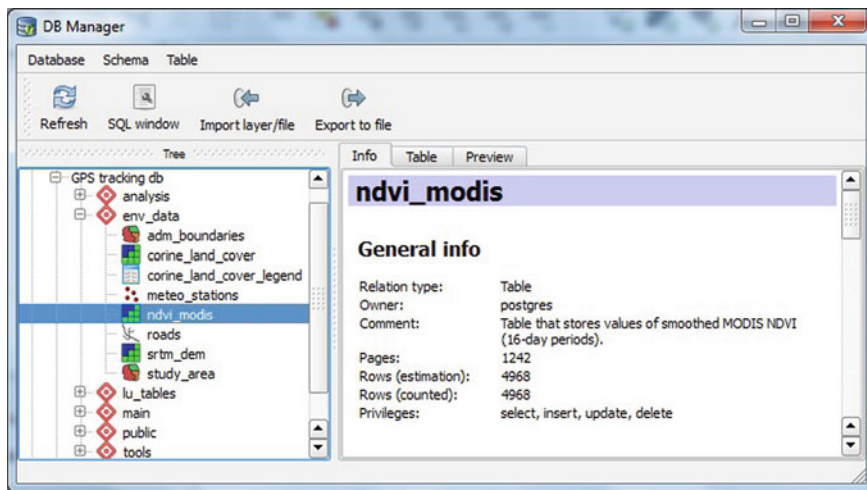 DB Manager
Database Schema Table
Refresh SQL window Import layer/file Export to file
Tree
GPS tracking db
analysis
env_data
adm_boundaries
corine_land_cover
corine_land_cover_legend
meteo_stations
ndvi_modis
roads
srtm_dem
study_area
lu_tables
main
public
tools
Info Table Preview
ndvi_modis
General info
Relation type: Table
Owner: postgres
Comment: Table that stores values of smoothed MODIS NDVI
(16-day periods).
Pages: 1242
Rows (estimation): 4968
Rows (counted): 4968
Privileges: select, insert, update, delete